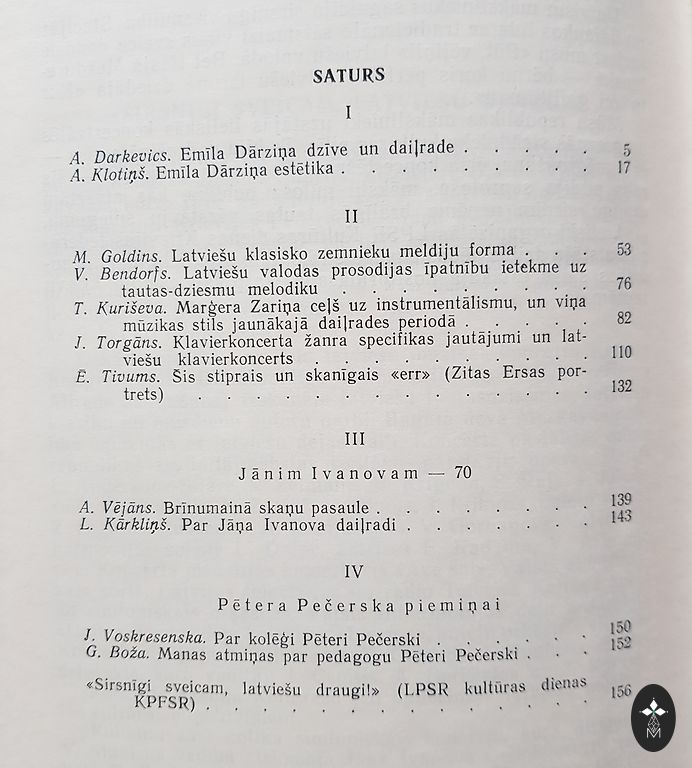 SATURS
I
A. Darkevics. Emīla Dārziņa dzīve un daiļrade . . . . . 5
A. Klotiņš. Emīla Dārziņa estētika . . . . . . . . 17
II
M. Goldins. Latviešu klasisko zemnieku meldiju forma . . . 53
V. Bendorfs. Latviešu valodas prosodijas īpatnību ietekme uz
tautas-dziesmu melodiku . . . . . . . . 76
T. Kuriševa. Marģera Zariņa ceļš uz instrumentālismu, un viņa
mūzikas stils jaunākajā daiļrades periodā . . . . . 82
J. Torgāns. Klavierkoncerta žanra specifikas jautājumi un lat-
viešu klavierkoncerts . . . . . . . . . 110
Ē. Tivums. Šis stiprais un skanīgais «err» (Zitas Ersas por-
trets) . . . . . . . . . . . . . 132
III
Jānim Ivanovam — 70
A. Vējāns. Brīnumainā skaņu pasaule . . . . . . . 139
L. Kārkliņš. Par Jāņa Ivanova daiļradi . . . . . . 143
IV
Pētera Pečerska piemiņai
J. Voskresenska. Par kolēģi Pēteri Pečerski . . . . . 150
G. Boža. Manas atmiņas par pedagogu Pēteri Pečerski . . . 152
«Sirsnīgi sveicam, latviešu draugi!» (LPSR kultūras dienas
KPFSR) . . . . . . . . . . . . 156
M